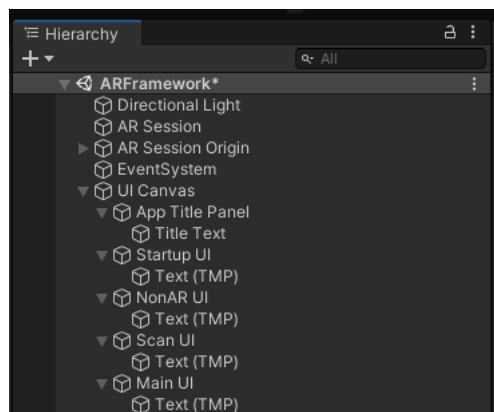 Hierarchy
All
ARFramework*
Directional Light
AR Session
AR Session Origin
EventSystem
UI Canvas
App Title Panel
Title Text
Startup UI
Text (TMP)
NonAR UI
Text (TMP)
Scan UI
Text (TMP)
Main UI
Text (TMP)